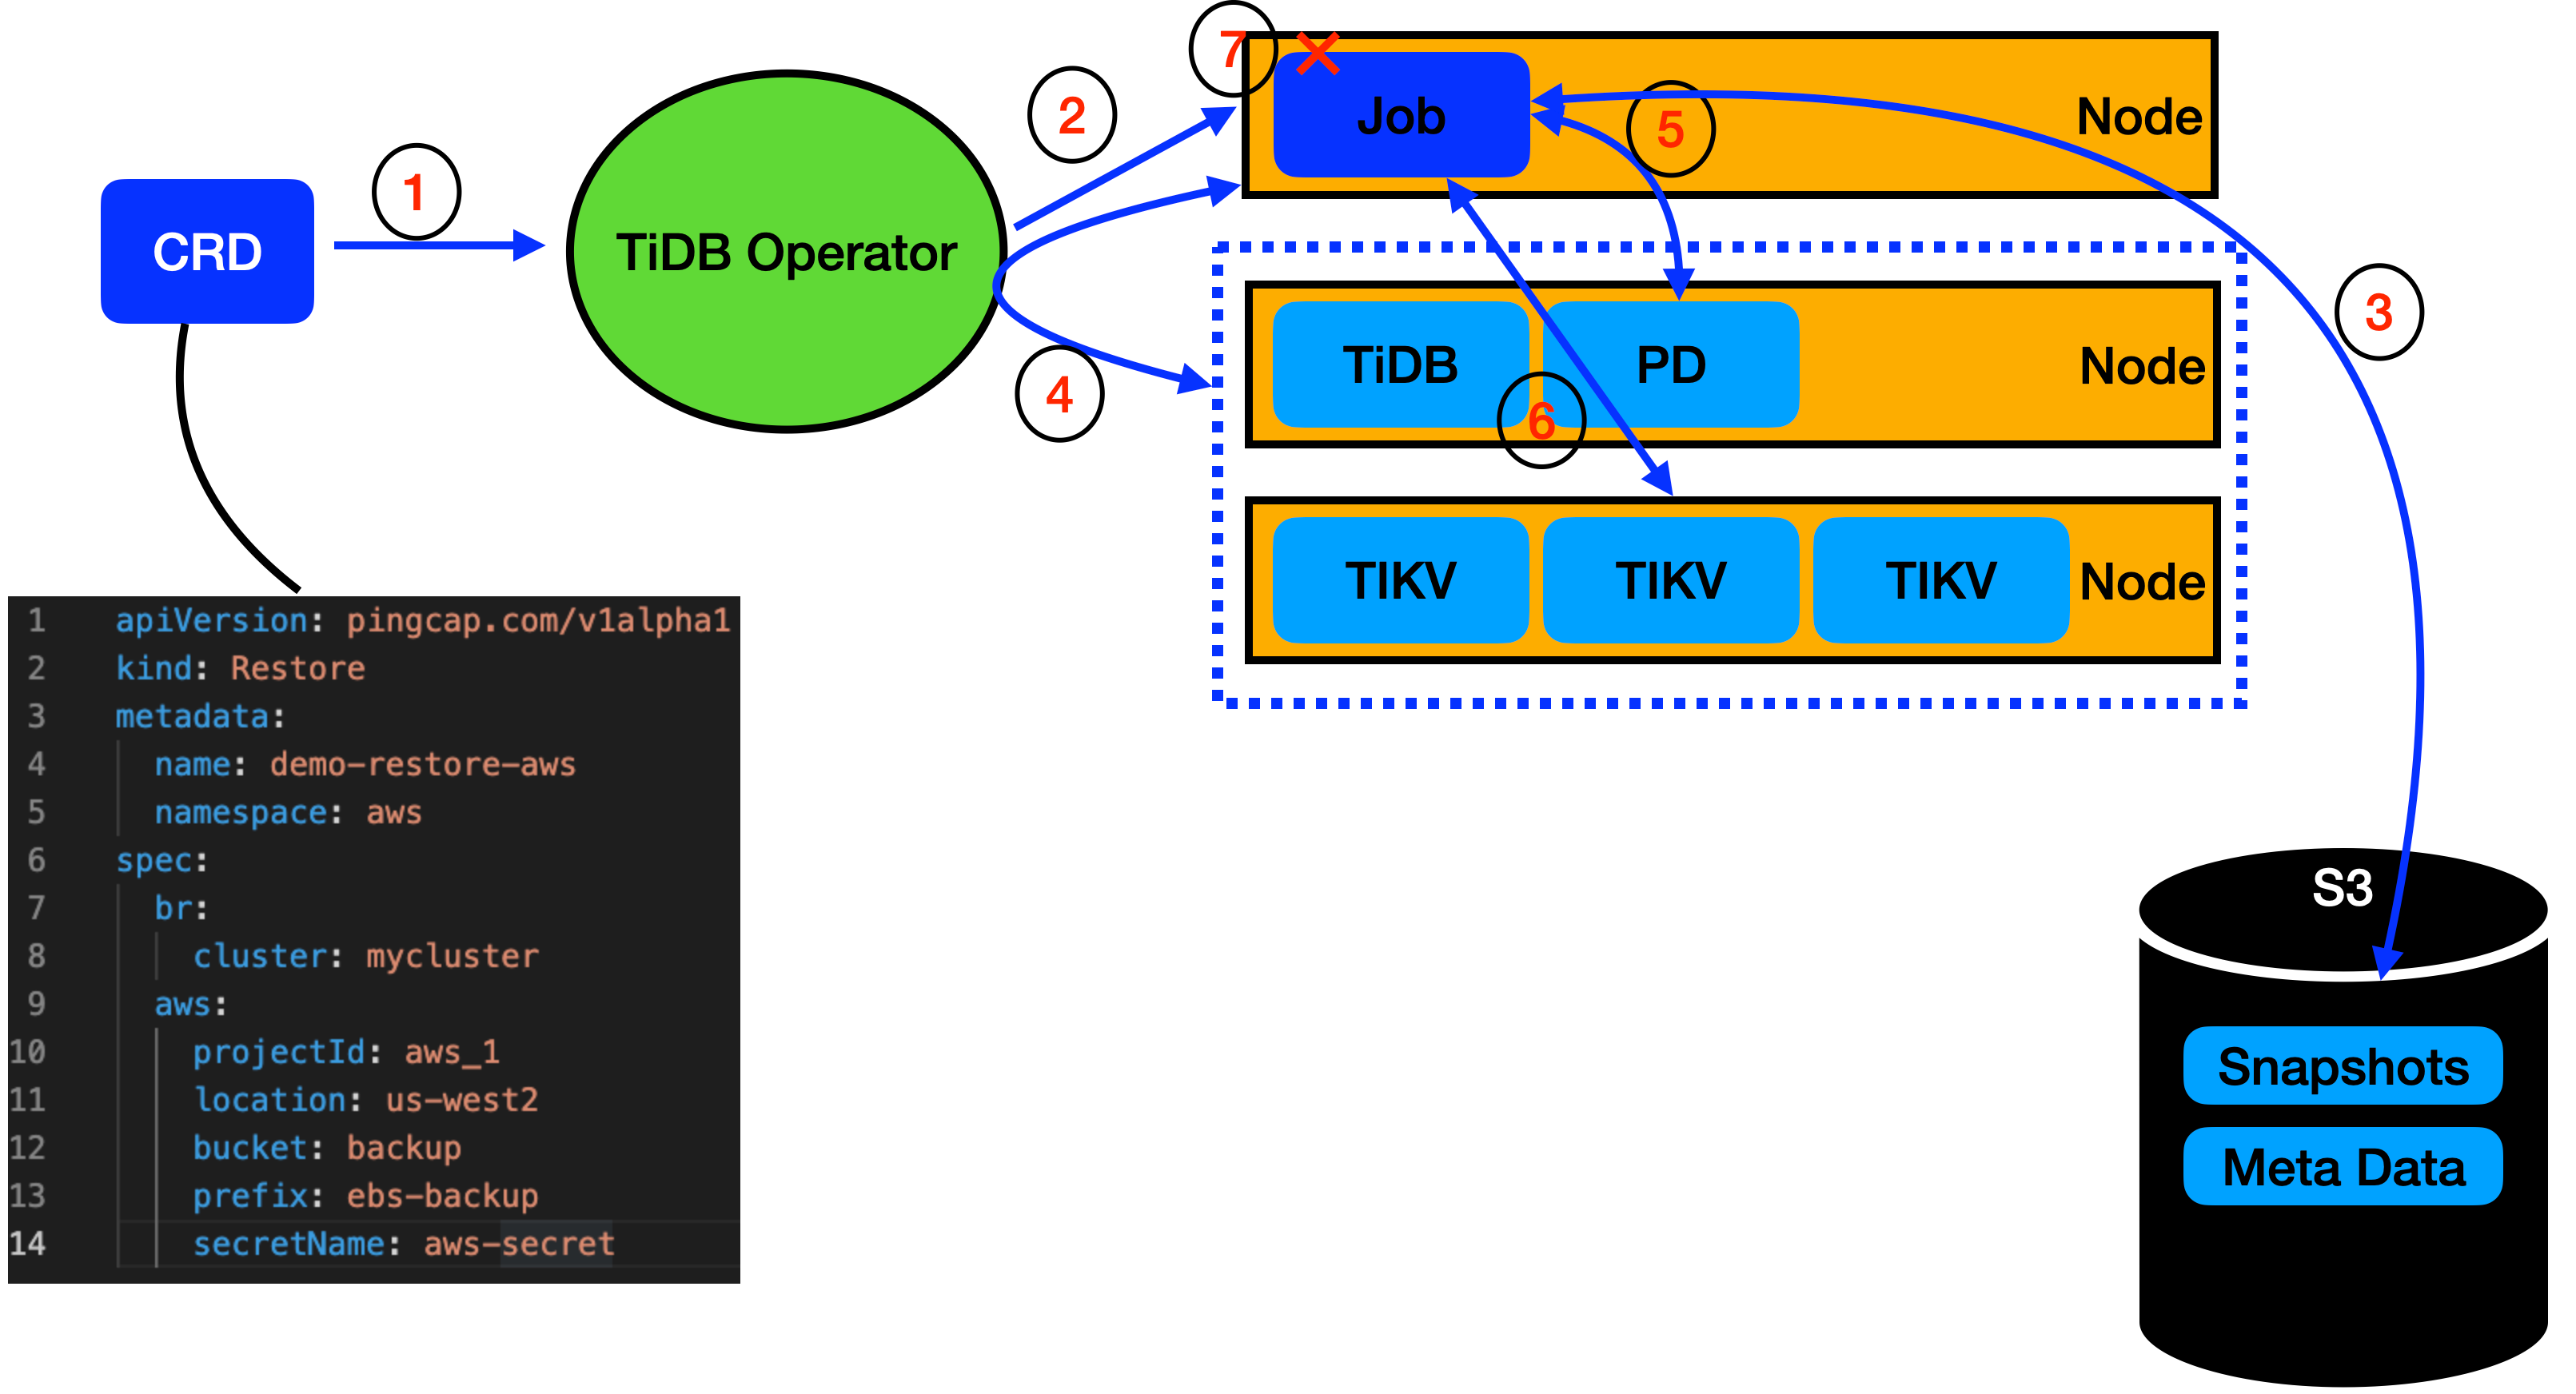 7
2
Job
5
Node
1
CRD
TiDB Operator
3
TiDB
PD
Node
4
6
TIKV
TIKV
TIKV
Node
1 apiVersion: pingcap.com/v1alpha1
2 kind: Restore
3 metadata:
4 name: demo-restore-aws
5 namespace: aws
6 spec:
7 br:
8 cluster: mycluster
9 aws:
10 projectId: aws_1
11 location: us-west2
12 bucket: backup
13 prefix: ebs-backup
14 secretName: aws-secret
S3
Snapshots
Meta Data